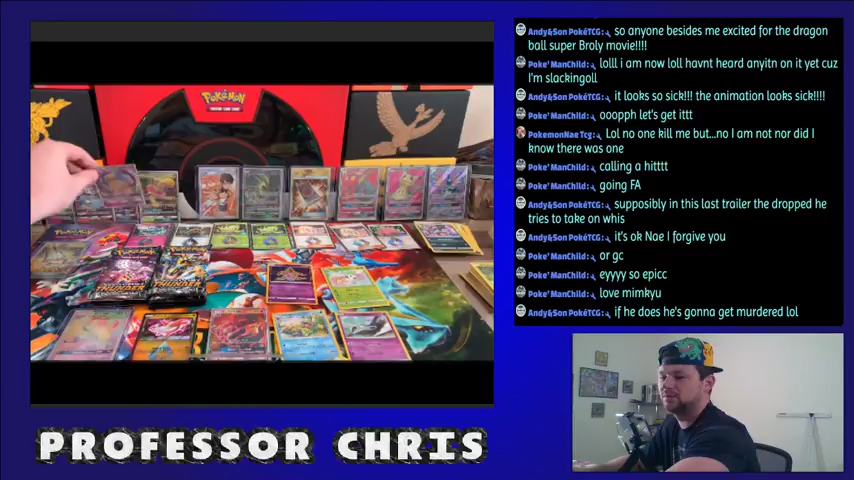 Andy&Son PokéTCG: so anyone besides me excited for the dragon
ball super Broly movie!!!!
Poke' ManChild: lolll i am now loll havnt heard anyitn on it yet cuz
I'm slackingoll
Andy&Son PokéTCG: it looks so sick!!! the animation looks sick!!!!
Poke' ManChild: ooopph let's get ittt
PokemonNae Tcg: Lol no one kill me but...no I am not nor did I
know there was one
Poke' ManChild: calling a hitttt
Poke' ManChild: going FA
Andy&Son PokéTCG: supposibly in this last trailer the dropped he
tries to take on whis
Andy&Son PokéTCG: it's ok Nae I forgive you
Poke' ManChild: or gc
Poke' ManChild: eyyyy so epicc
Poke' ManChild: love mimkyu
Andy&Son PokéTCG: if he does he's gonna get murdered lol
Pokémon
THUNDER
THUNDER
PROFESSOR CHRIS